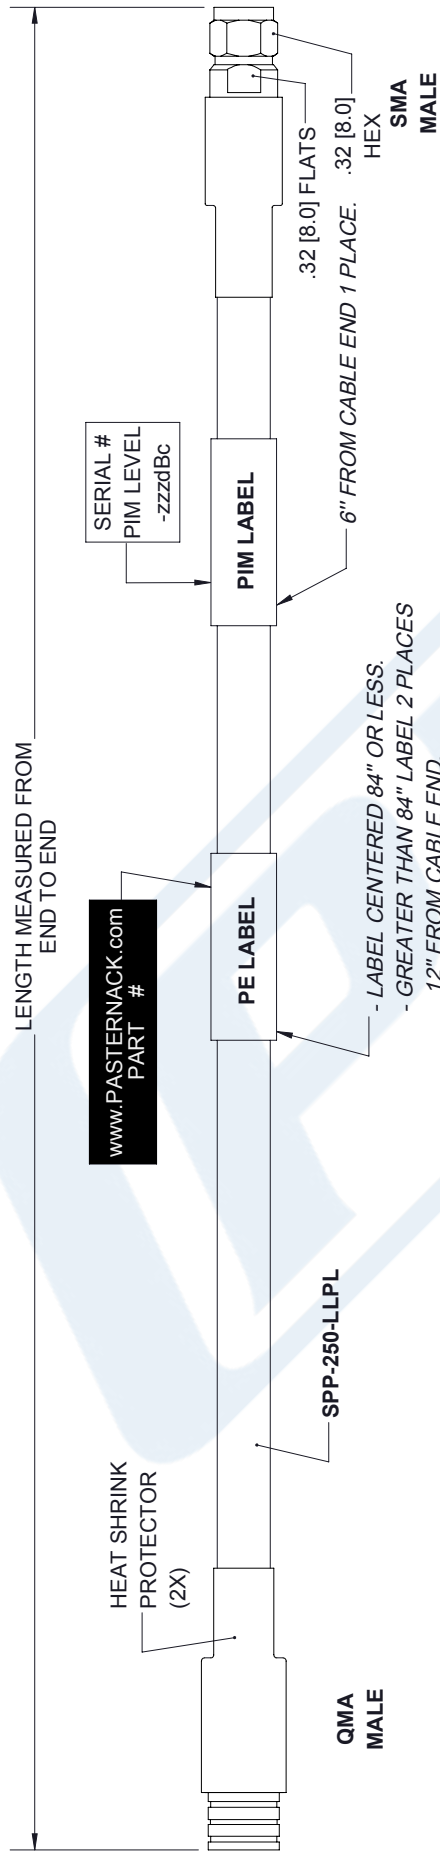 LENGTH MEASURED FROM
END TO END
HEAT SHRINK
PROTECTOR
(2X)
www.PASTERNACK.com
PART #
SERIAL #
PIM LEVEL
-zzzdBc
PE LABEL
PIM LABEL
QMA
MALE
SPP-250-LLPL
- LABEL CENTERED 84" OR LESS.
- GREATER THAN 84" LABEL 2 PLACES
12" FROM CABLE END.
6" FROM CABLE END 1 PLACE.
.32 [8.0] FLATS
.32 [8.0]
HEX
SMA
MALE